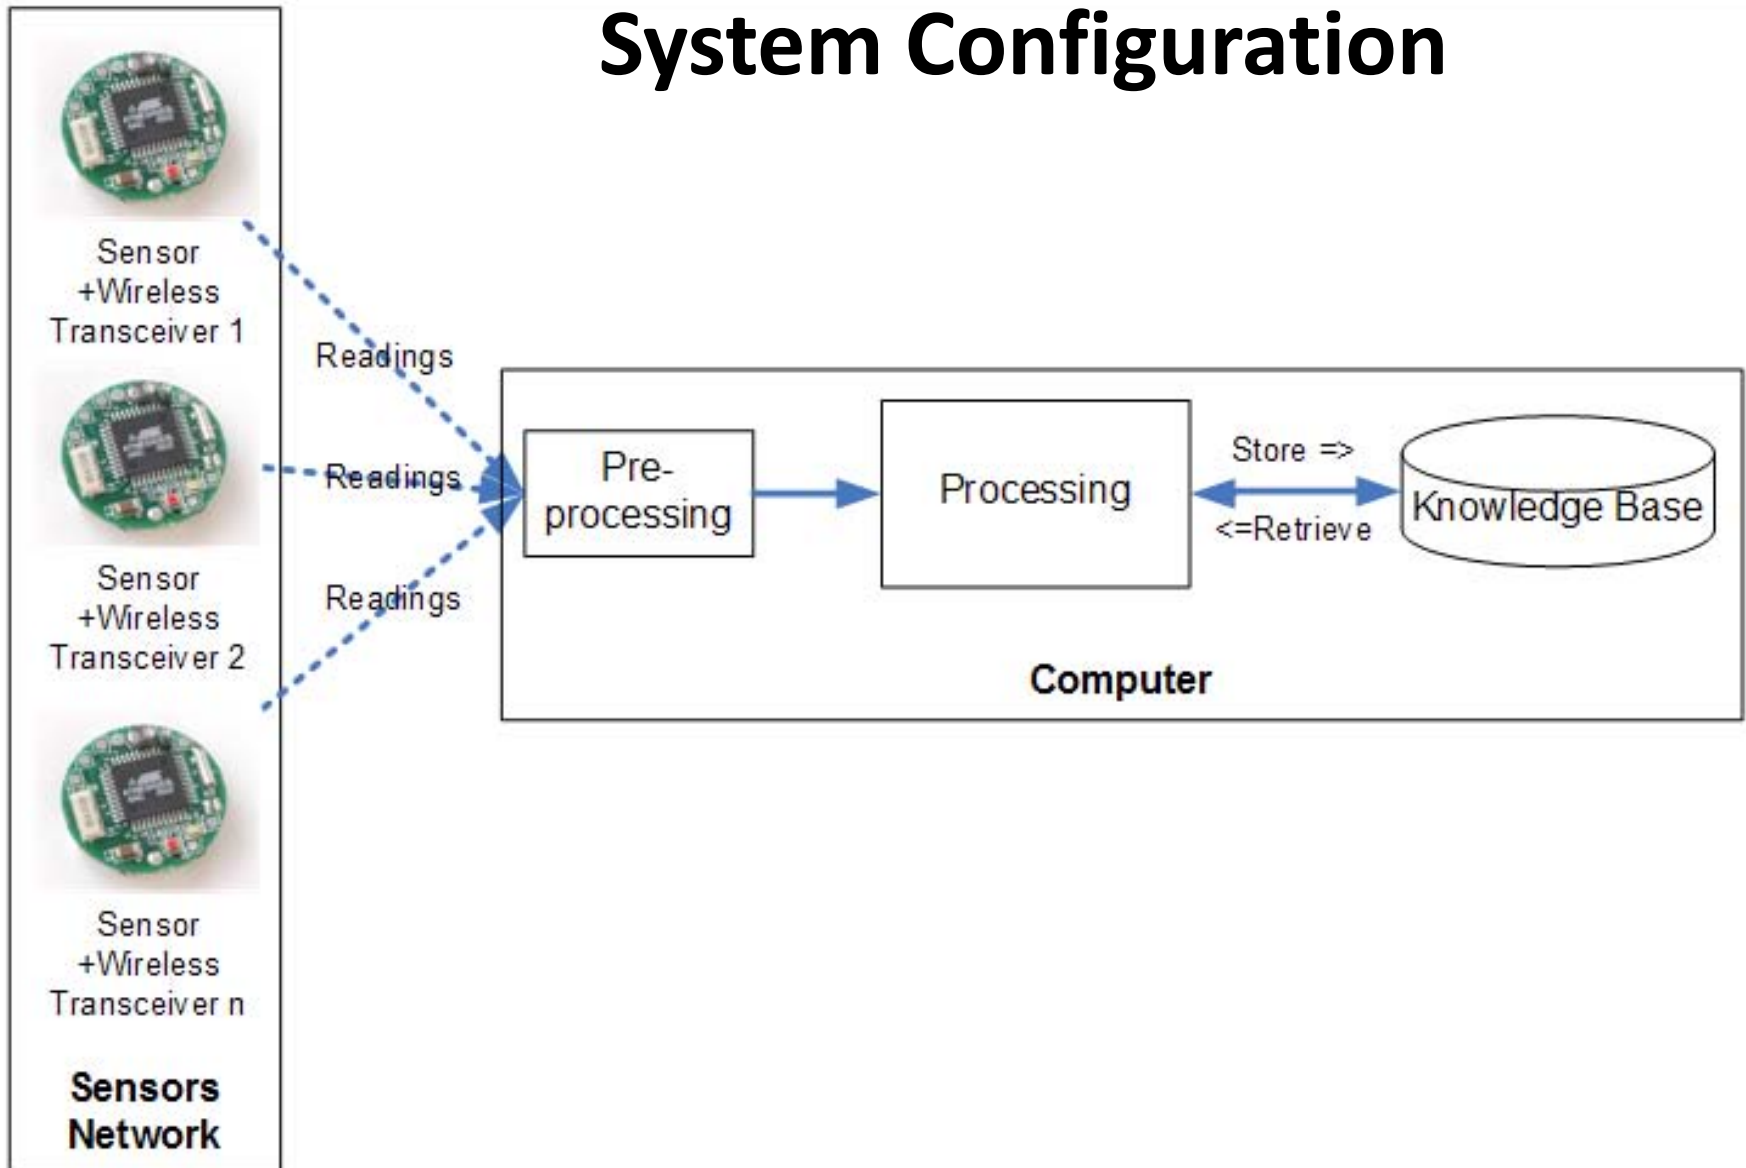 System Configuration
Sensor
+Wireless
Transceiver 1
Readings
Sensor
+Wireless
Transceiver 2
Readings
Sensor
+Wireless
Transceiver n
Readings
Sensors
Network
Pre-
processing
Processing
Store =>
<=Retrieve
Knowledge Base
Computer